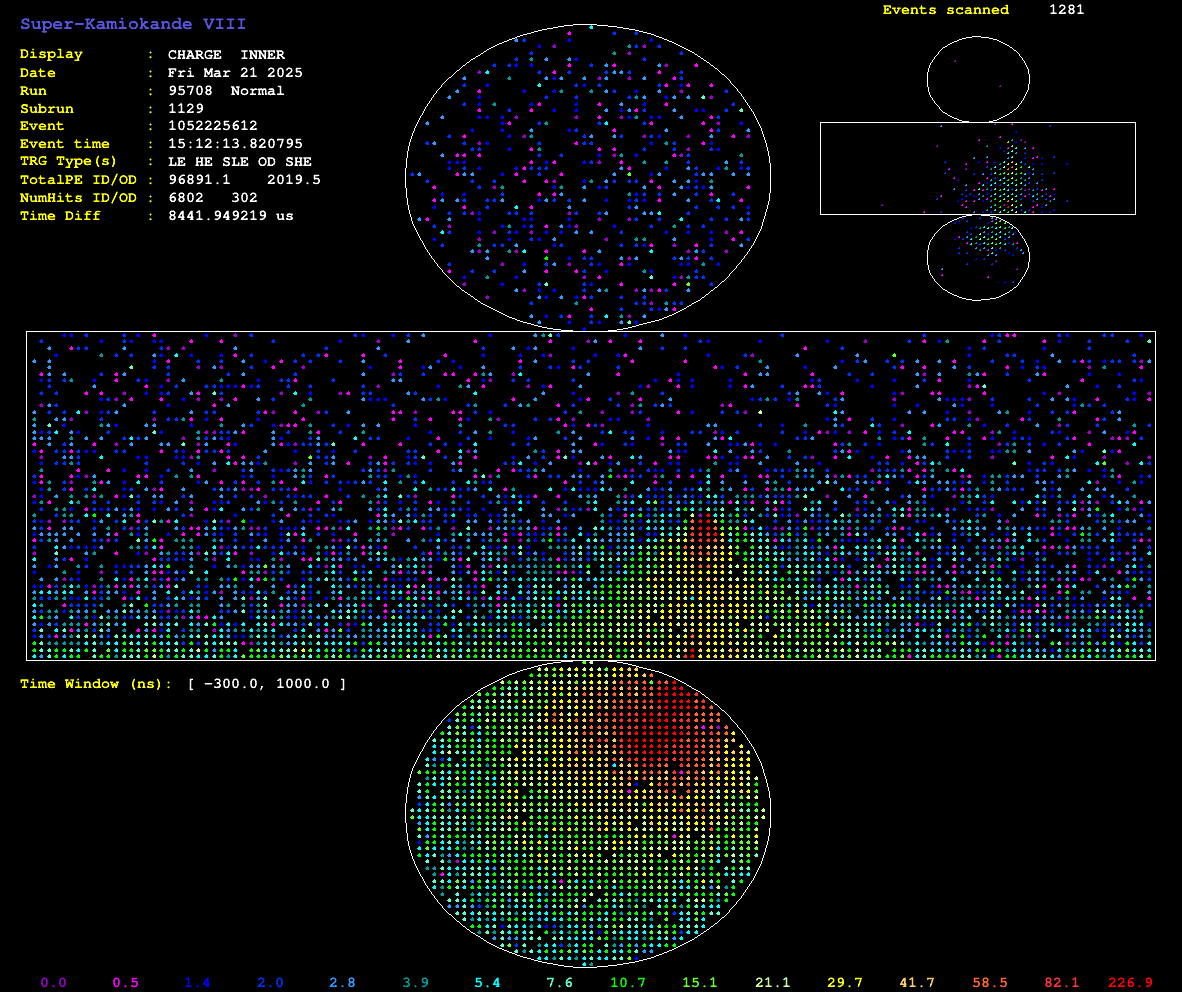 Super-Kamiokande VIII
Events scanned 1281
Display : CHARGE INNER
Date : Fri Mar 21 2025
Run : 95708 Normal
Subrun : 1129
Event : 1052225612
Event time : 15:12:13.820795
TRG Type(s) : LE HE SLE OD SHE
TotalPE ID/OD : 96891.1 2019.5
NumHits ID/OD : 6802 302
Time Diff : 8441.949219 us
Time Window (ns): [ -300.0, 1000.0 ]
0.0 0.5 1.4 2.0 2.8 3.9 5.4 7.6 10.7 15.1 21.1 29.7 41.7 58.5 82.1 226.9